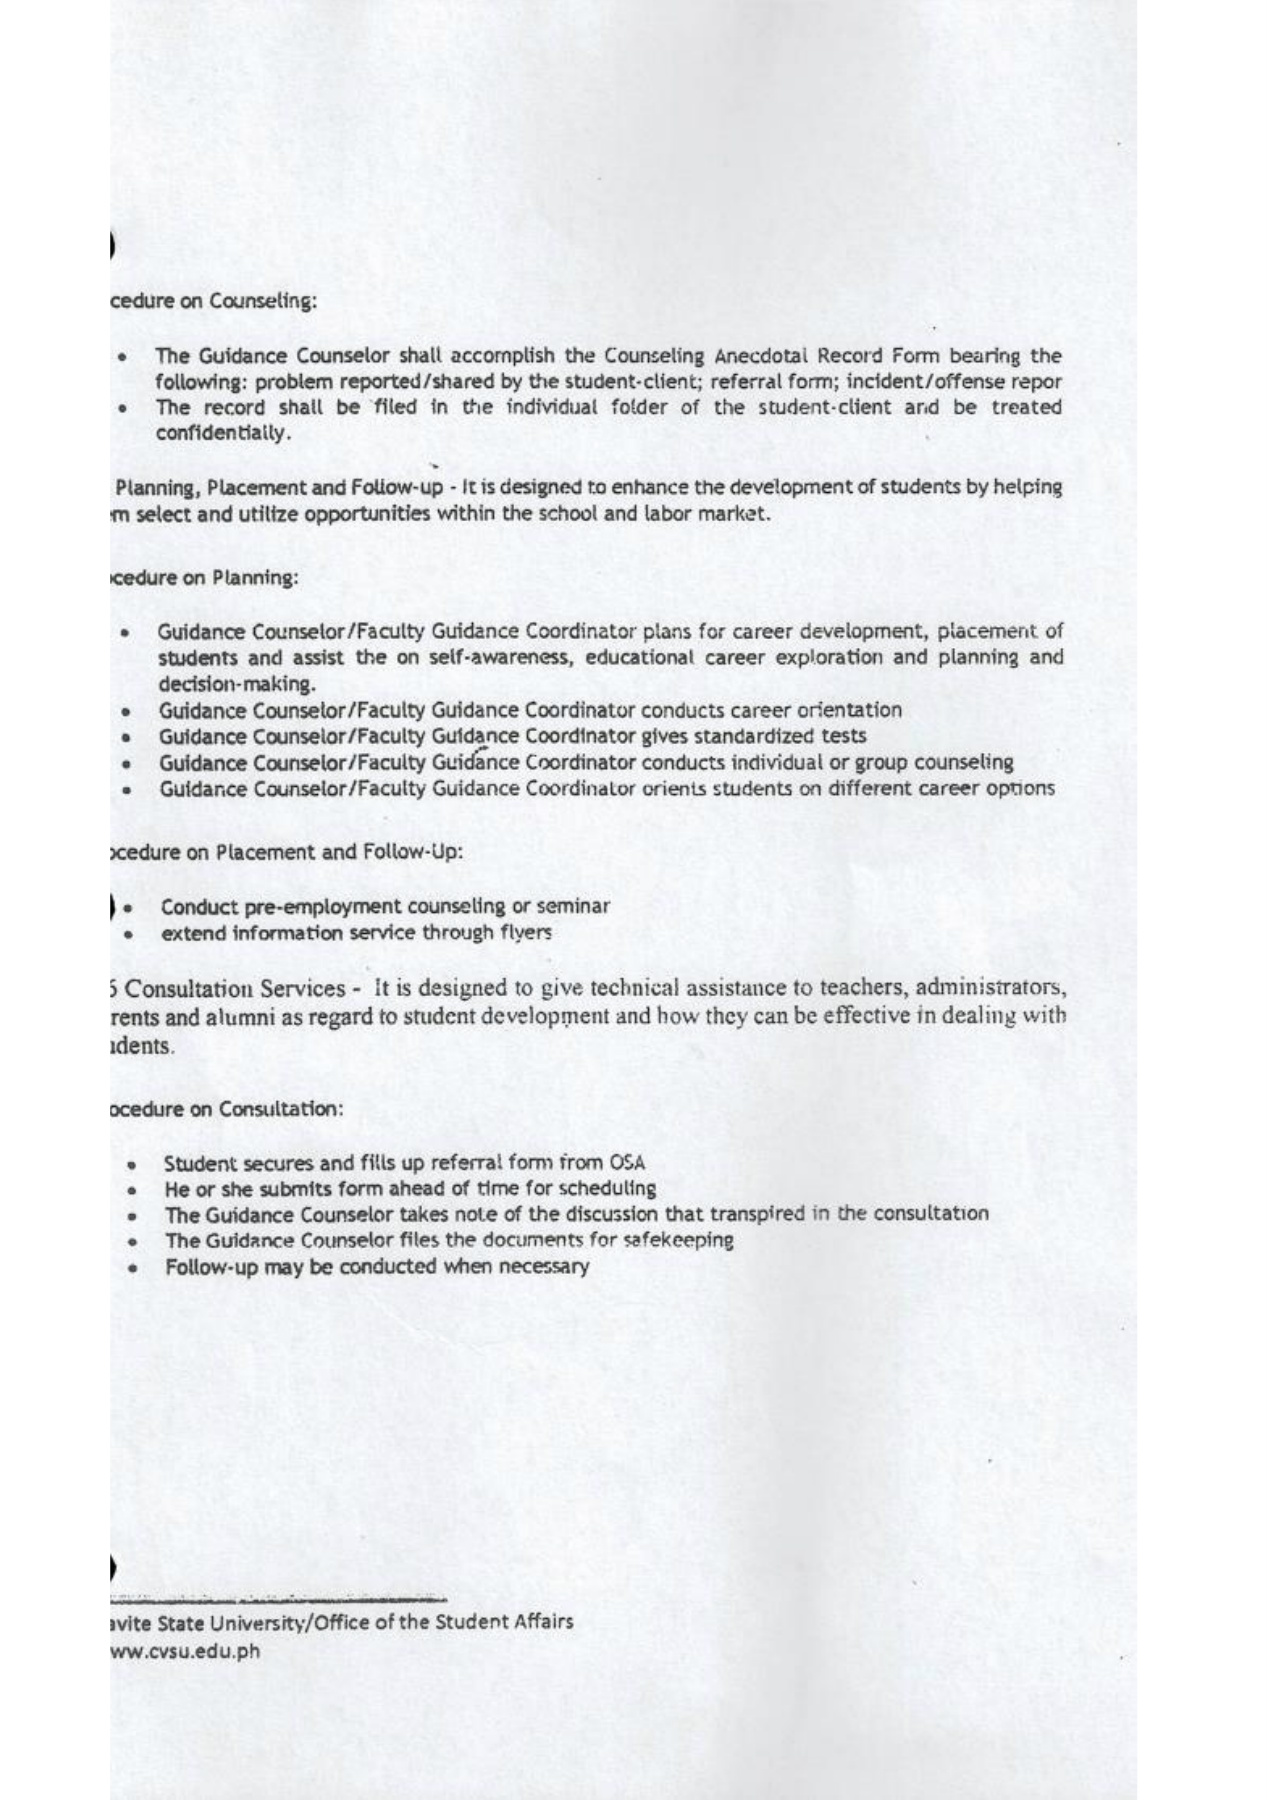 cedure on Counseling:
• The Guidance Counselor shall accomplish the Counseling Anecdotal Record Form bearing the
following: problem reported/shared by the student-client; referral form; incident/offense repor
• The record shall be filed in the individual folder of the student-client and be treated
confidentially.
Planning, Placement and Follow-up - It is designed to enhance the development of students by helping
m select and utilize opportunities within the school and labor market.
cedure on Planning:
• Guidance Counselor/Faculty Guidance Coordinator plans for career development, placement of
students and assist the on self-awareness, educational career exploration and planning and
decision-making.
• Guidance Counselor/Faculty Guidance Coordinator conducts career orientation
• Guidance Counselor/Faculty Guidance Coordinator gives standardized tests
• Guidance Counselor/Faculty Guidance Coordinator conducts individual or group counseling
• Guidance Counselor/Faculty Guidance Coordinator orients students on different career options
ocedure on Placement and Follow-Up:
• Conduct pre-employment counseling or seminar
• extend information service through flyers
6 Consultation Services - It is designed to give technical assistance to teachers, administrators,
rents and alumni as regard to student development and how they can be effective in dealing with
udents.
ocedure on Consultation:
• Student secures and fills up referral form from OSA
• He or she submits form ahead of time for scheduling
• The Guidance Counselor takes note of the discussion that transpired in the consultation
• The Guidance Counselor files the documents for safekeeping
• Follow-up may be conducted when necessary
avite State University/Office of the Student Affairs
ww.cvsu.edu.ph